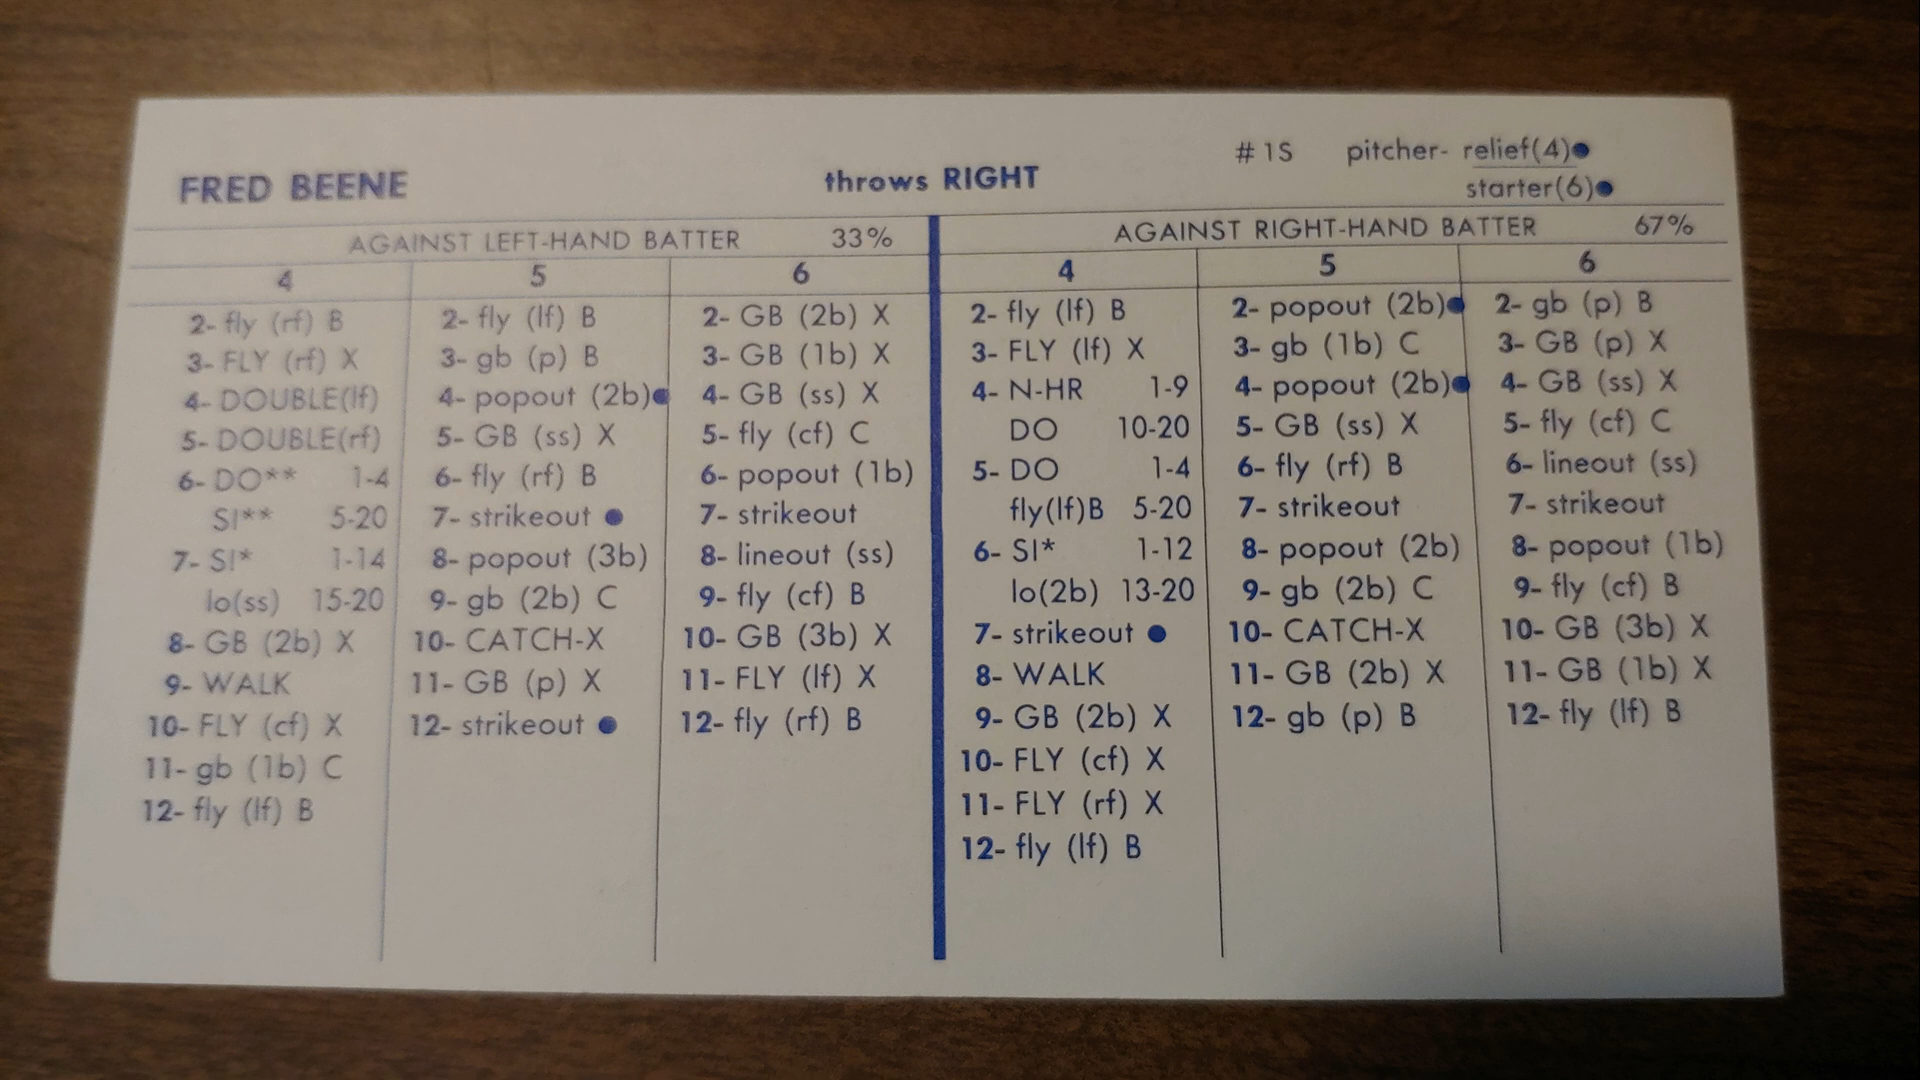 FRED BEENE throws RIGHT # 1S pitcher- relief(4)●
starter(6)●
AGAINST LEFT-HAND BATTER 33%
4
2- fly (rf) B
3- FLY (rf) X
4- DOUBLE(lf)
5- DOUBLE(rf)
6- DO** 1-4
SI** 5-20
7- SI* 1-14
lo(ss) 15-20
8- GB (2b) X
9- WALK
10- FLY (cf) X
11- gb (1b) C
12- fly (lf) B
5
2- fly (lf) B
3- gb (p) B
4- popout (2b)●
5- GB (ss) X
6- fly (rf) B
7- strikeout ●
8- popout (3b)
9- gb (2b) C
10- CATCH-X
11- GB (p) X
12- strikeout ●
6
2- GB (2b) X
3- GB (1b) X
4- GB (ss) X
5- fly (cf) C
6- popout (1b)
7- strikeout
8- lineout (ss)
9- fly (cf) B
10- GB (3b) X
11- FLY (lf) X
12- fly (rf) B
AGAINST RIGHT-HAND BATTER 67%
4
2- fly (lf) B
3- FLY (lf) X
4- N-HR 1-9
DO 10-20
5- DO 1-4
fly(lf)B 5-20
6- SI* 1-12
lo(2b) 13-20
7- strikeout ●
8- WALK
9- GB (2b) X
10- FLY (cf) X
11- FLY (rf) X
12- fly (lf) B
5
2- popout (2b)●
3- gb (1b) C
4- popout (2b)●
5- GB (ss) X
6- fly (rf) B
7- strikeout
8- popout (2b)
9- gb (2b) C
10- CATCH-X
11- GB (2b) X
12- gb (p) B
6
2- gb (p) B
3- GB (p) X
4- GB (ss) X
5- fly (cf) C
6- lineout (ss)
7- strikeout
8- popout (1b)
9- fly (cf) B
10- GB (3b) X
11- GB (1b) X
12- fly (lf) B